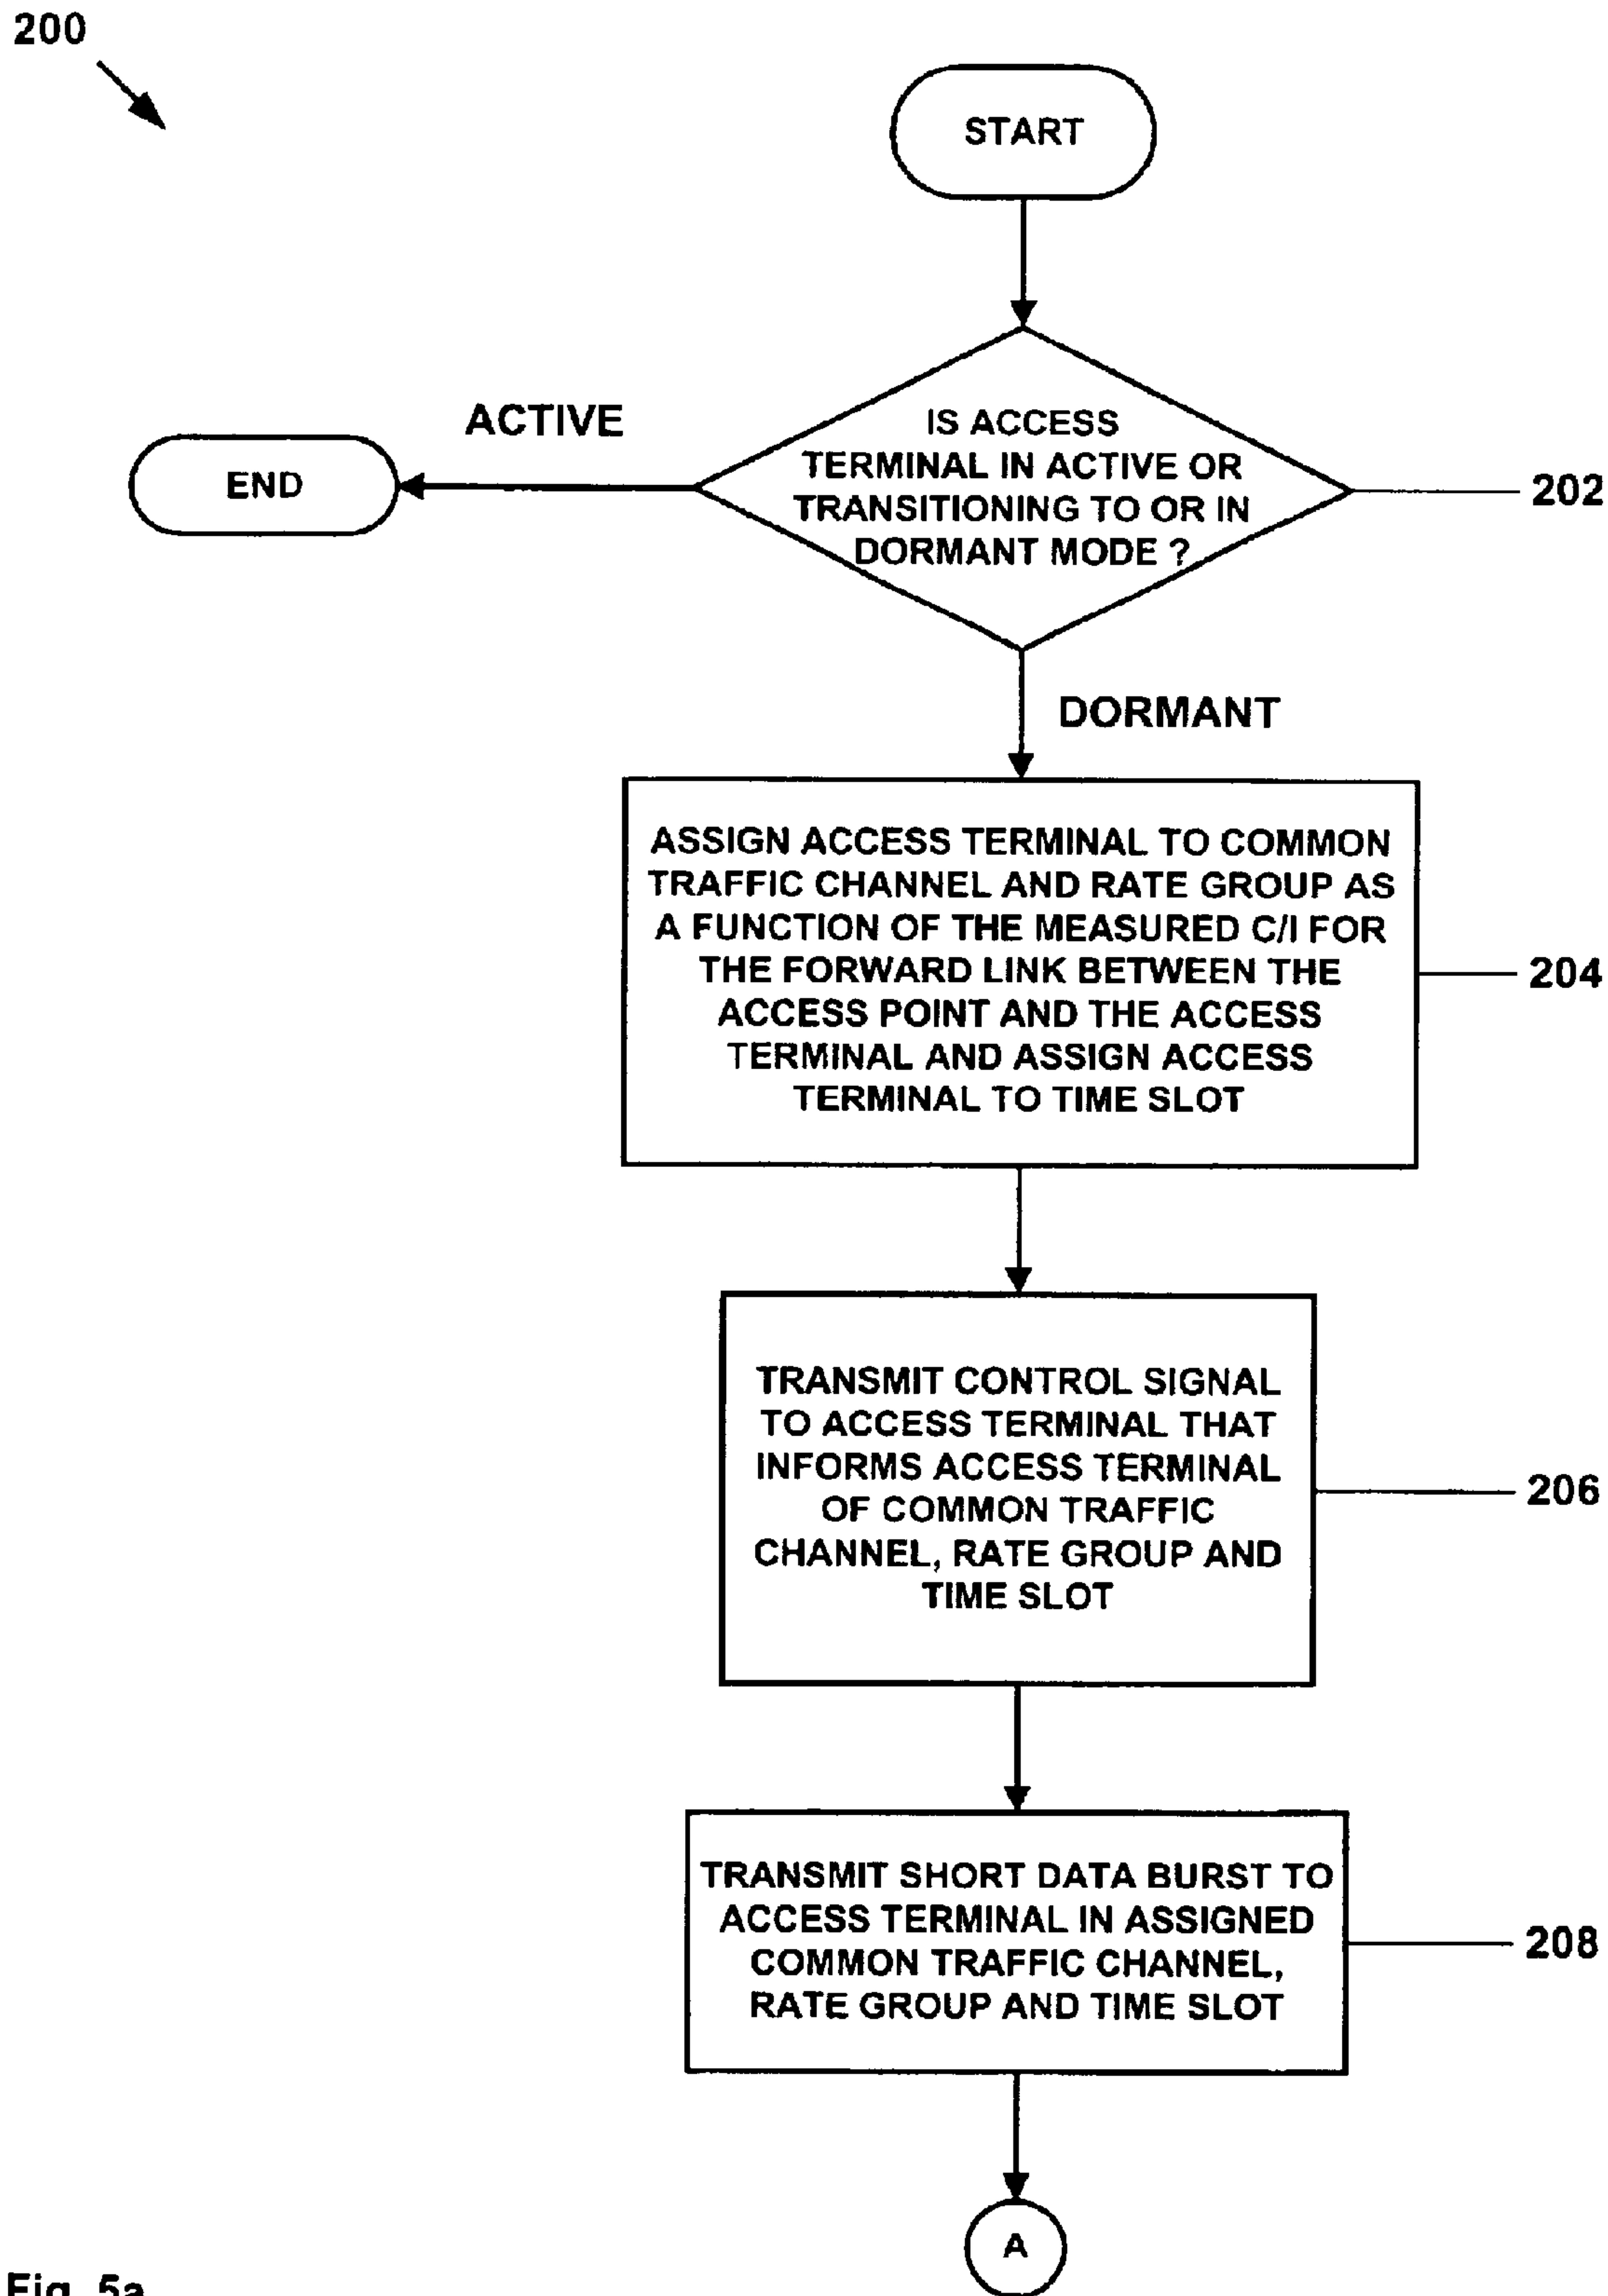 200
START
ACTIVE
END
IS ACCESS
TERMINAL IN ACTIVE OR
TRANSITIONING TO OR IN
DORMANT MODE ?
202
DORMANT
ASSIGN ACCESS TERMINAL TO COMMON
TRAFFIC CHANNEL AND RATE GROUP AS
A FUNCTION OF THE MEASURED C/I FOR
THE FORWARD LINK BETWEEN THE
ACCESS POINT AND THE ACCESS
TERMINAL AND ASSIGN ACCESS
TERMINAL TO TIME SLOT
204
TRANSMIT CONTROL SIGNAL
TO ACCESS TERMINAL THAT
INFORMS ACCESS TERMINAL
OF COMMON TRAFFIC
CHANNEL, RATE GROUP AND
TIME SLOT
206
TRANSMIT SHORT DATA BURST TO
ACCESS TERMINAL IN ASSIGNED
COMMON TRAFFIC CHANNEL,
RATE GROUP AND TIME SLOT
208
A
Fig. 5a